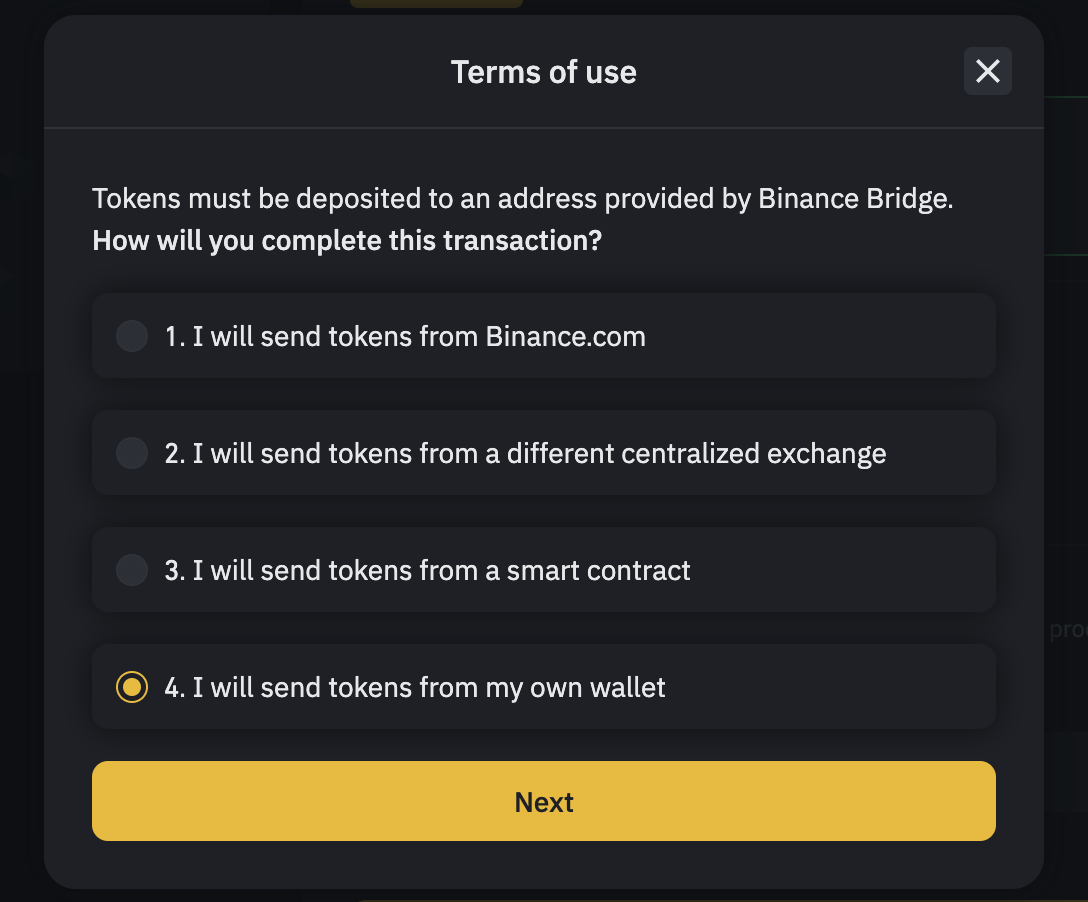 Terms of use
Tokens must be deposited to an address provided by Binance Bridge.
How will you complete this transaction?
1. I will send tokens from Binance.com
2. I will send tokens from a different centralized exchange
3. I will send tokens from a smart contract
4. I will send tokens from my own wallet
Next